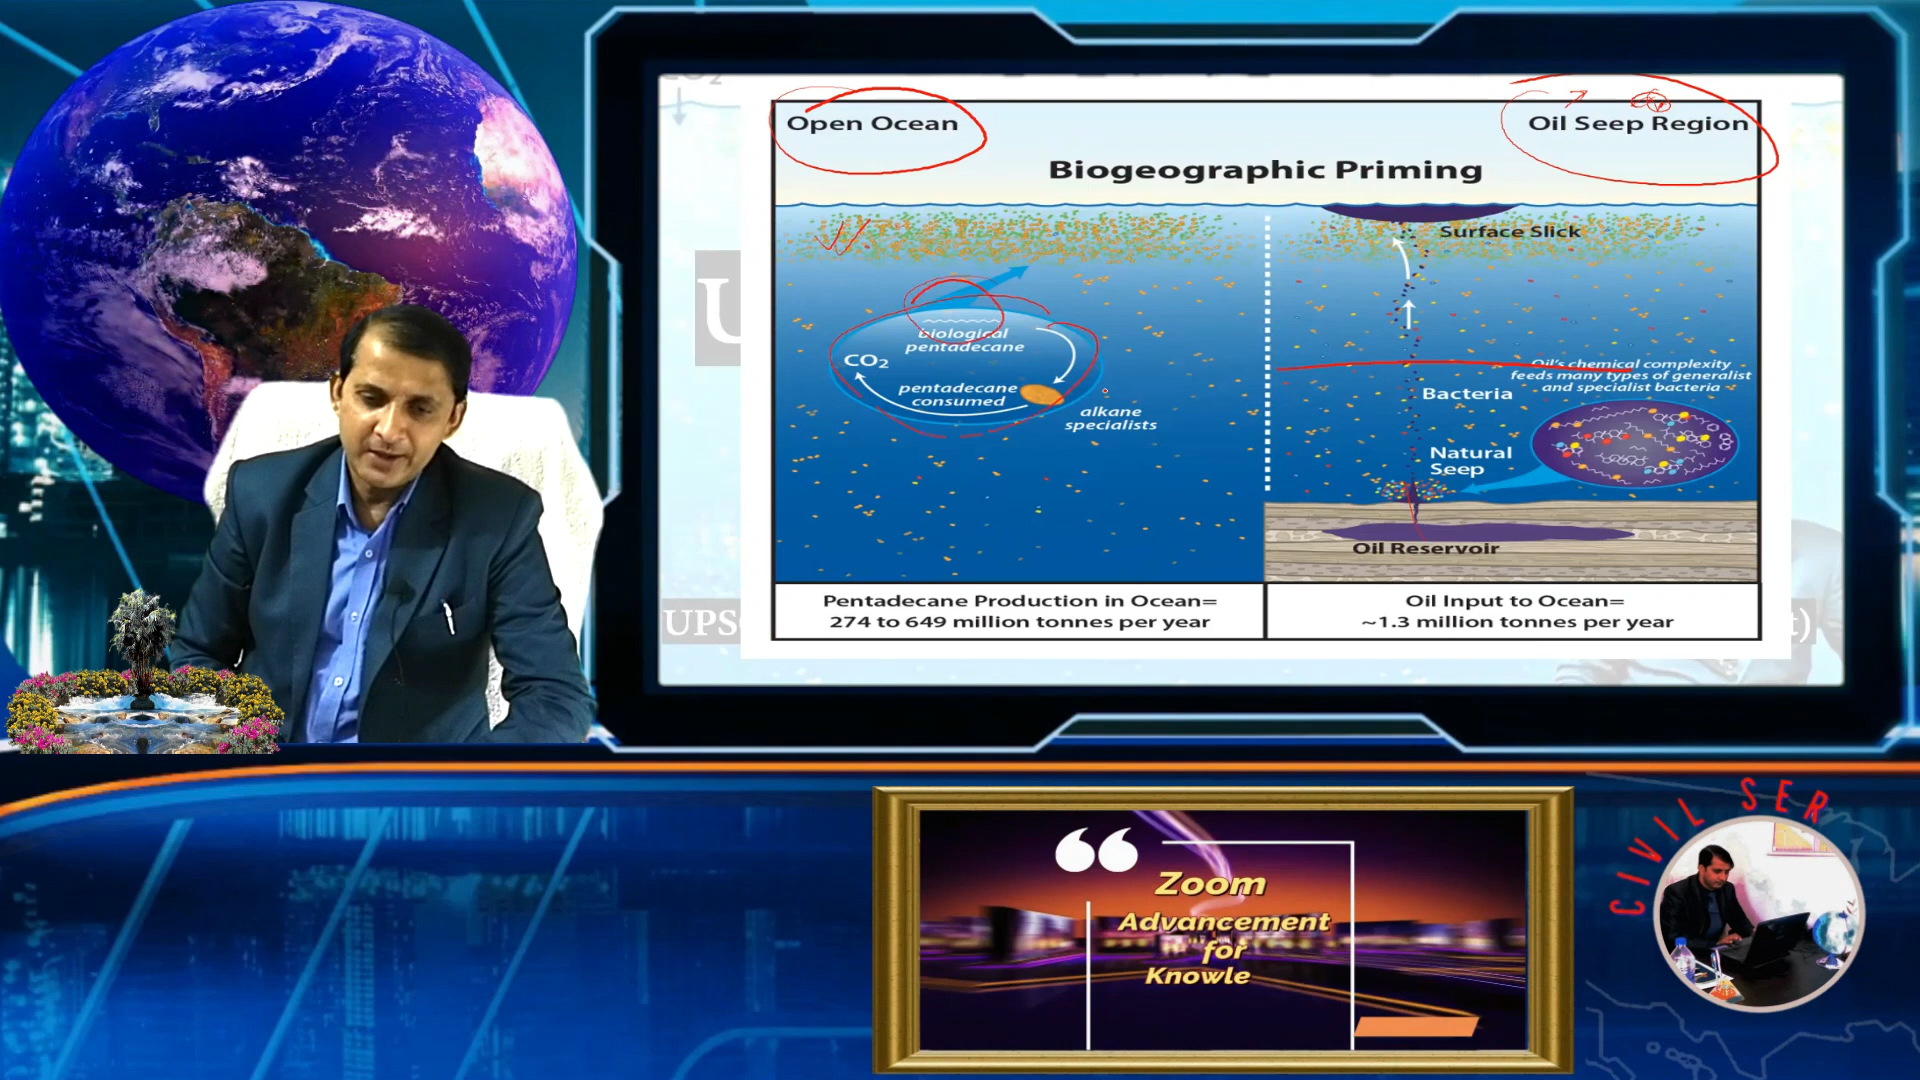 CO2
Open Ocean
Oil Seep Region
Biogeographic Priming
Surface Slick
biological
pentadecane
CO2
pentadecane
consumed
alkane
specialists
Oil's chemical complexity
feeds many types of generalist
and specialist bacteria
Bacteria
Natural
Seep
Oil Reservoir
Pentadecane Production in Ocean=
274 to 649 million tonnes per year
Oil Input to Ocean=
~1.3 million tonnes per year
U
UPS
t)
“
Zoom
Advancement
for
Knowle
CIVIL SER